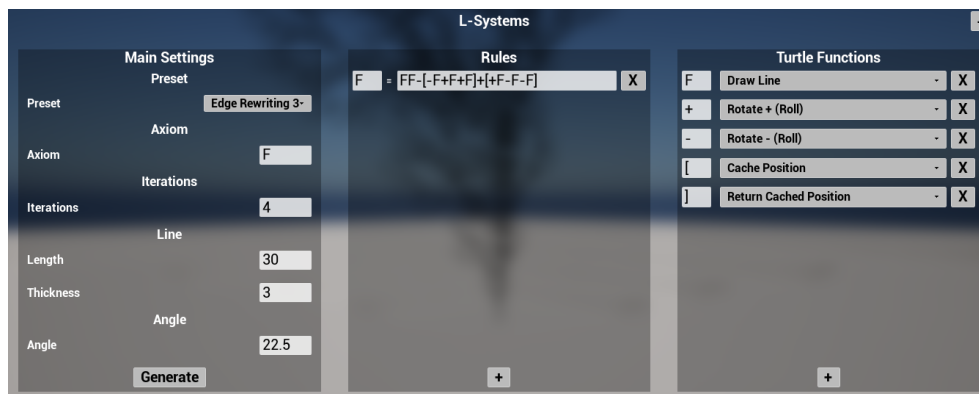 L-Systems
Main Settings
Preset
Preset Edge Rewriting 3
Axiom
Axiom F
Iterations
Iterations 4
Line
Length 30
Thickness 3
Angle
Angle 22.5
Generate
Rules
F = FF-[-F+F+F]+[+F-F-F] X
+
Turtle Functions
F Draw Line X
+ Rotate + (Roll) X
- Rotate - (Roll) X
[ Cache Position X
] Return Cached Position X
+